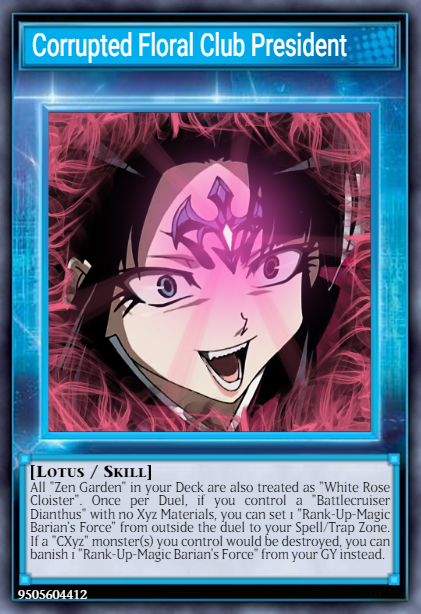 Corrupted Floral Club President
[Lotus / Skill]
All "Zen Garden" in your Deck are also treated as "White Rose
Cloister". Once per Duel, if you control a "Battlecruiser
Dianthus" with no Xyz Materials, you can set 1 "Rank-Up-Magic
Barian's Force" from outside the duel to your Spell/Trap Zone.
If a "CXyz" monster(s) you control would be destroyed, you can
banish 1 "Rank-Up-Magic Barian's Force" from your GY instead.
9505604412